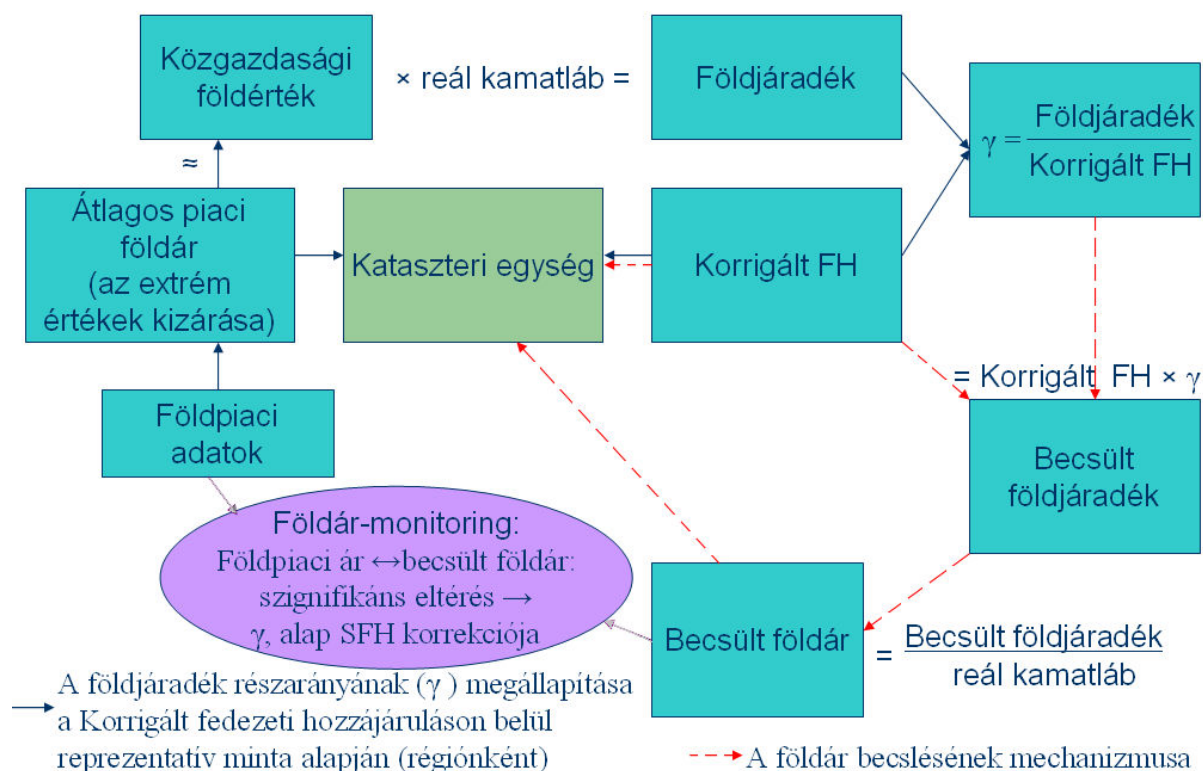 Közgazdasági
földérték
× reál kamatláb =
Földjáradék
γ = Földjáradék
Korrigált FH
≈
Átlagos piaci
földár
(az extrém
értékek kizárása)
Kataszteri egység
Korrigált FH
= Korrigált FH × γ
Földpiaci
adatok
Becsült
földjáradék
Földár-monitoring:
Földpiaci ár ↔becsült földár:
szignifikáns eltérés →
γ, alap SFH korrekciója
Becsült földár
= Becsült földjáradék
reál kamatláb
A földjáradék részarányának (γ ) megállapítása
a Korrigált fedezeti hozzájáruláson belül
reprezentatív minta alapján (régiónként)
A földár becslésének mechanizmusa